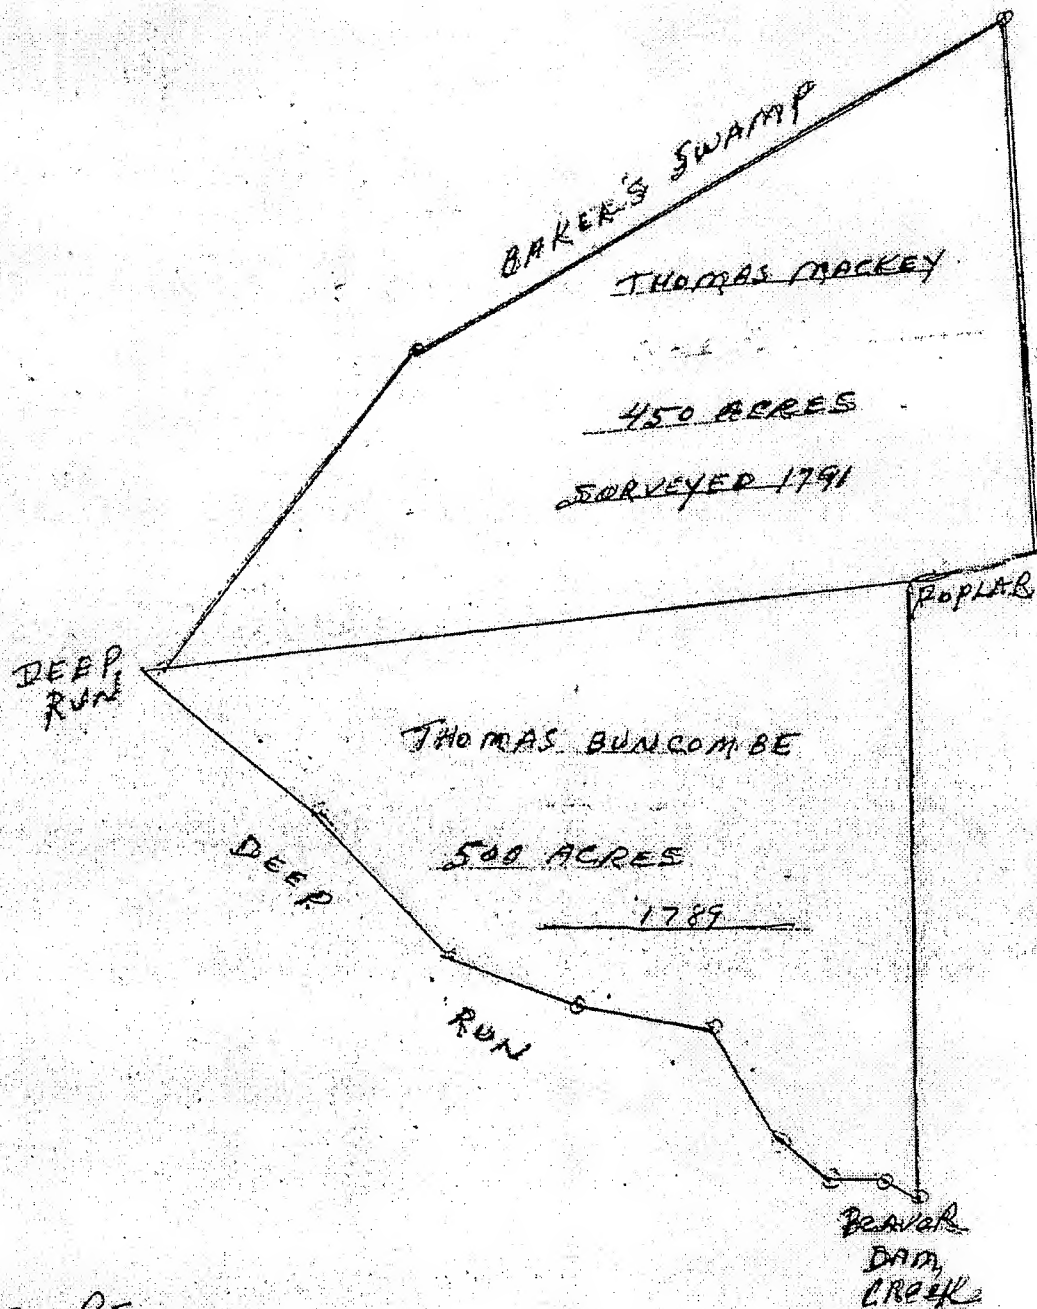 BAKER'S SWAMP
THOMAS MACKEY
450 ACRES
SURVEYED 1791
POPLAR
DEEP
RUN
THOMAS BUNCOMBE
500 ACRES
1789
DEEP
RUN
BEAVER
DAM
CREEK